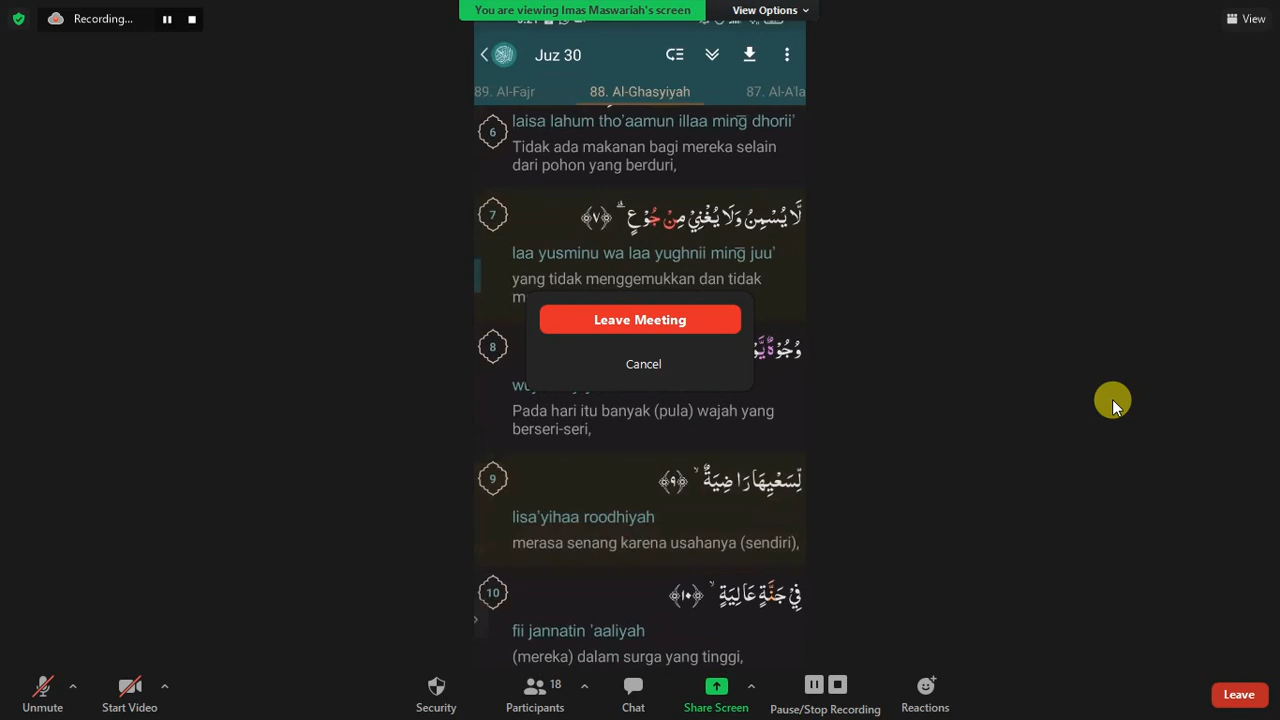 Recording...
You are viewing Imas Maswariah's screen
View Options
View
Juz 30
89. Al-Fajr
88. Al-Ghasyiyah
87. Al-A'la
6
laisa lahum tho'aamun illaa ming dhorii'
Tidak ada makanan bagi mereka selain
dari pohon yang berduri,
7
لَّا يُسْمِنُ وَلَا يُغْنِيْ مِنْ جُوْعٍ ۗ ﴿٧﴾
laa yusminu wa laa yughnii ming juu'
yang tidak menggemukkan dan tidak
Leave Meeting
Cancel
8
وُجُوْهٌ يَّوْ
Pada hari itu banyak (pula) wajah yang
berseri-seri,
9
لِّسَعْيِهَا رَاضِيَةٌ ۙ ﴿٩﴾
lisa'yihaa roodhiyah
merasa senang karena usahanya (sendiri),
10
فِيْ جَنَّةٍ عَالِيَةٍ ۙ ﴿١٠﴾
fii jannatin 'aaliyah
(mereka) dalam surga yang tinggi,
Unmute
Start Video
Security
18
Participants
Chat
Share Screen
Pause/Stop Recording
Reactions
Leave